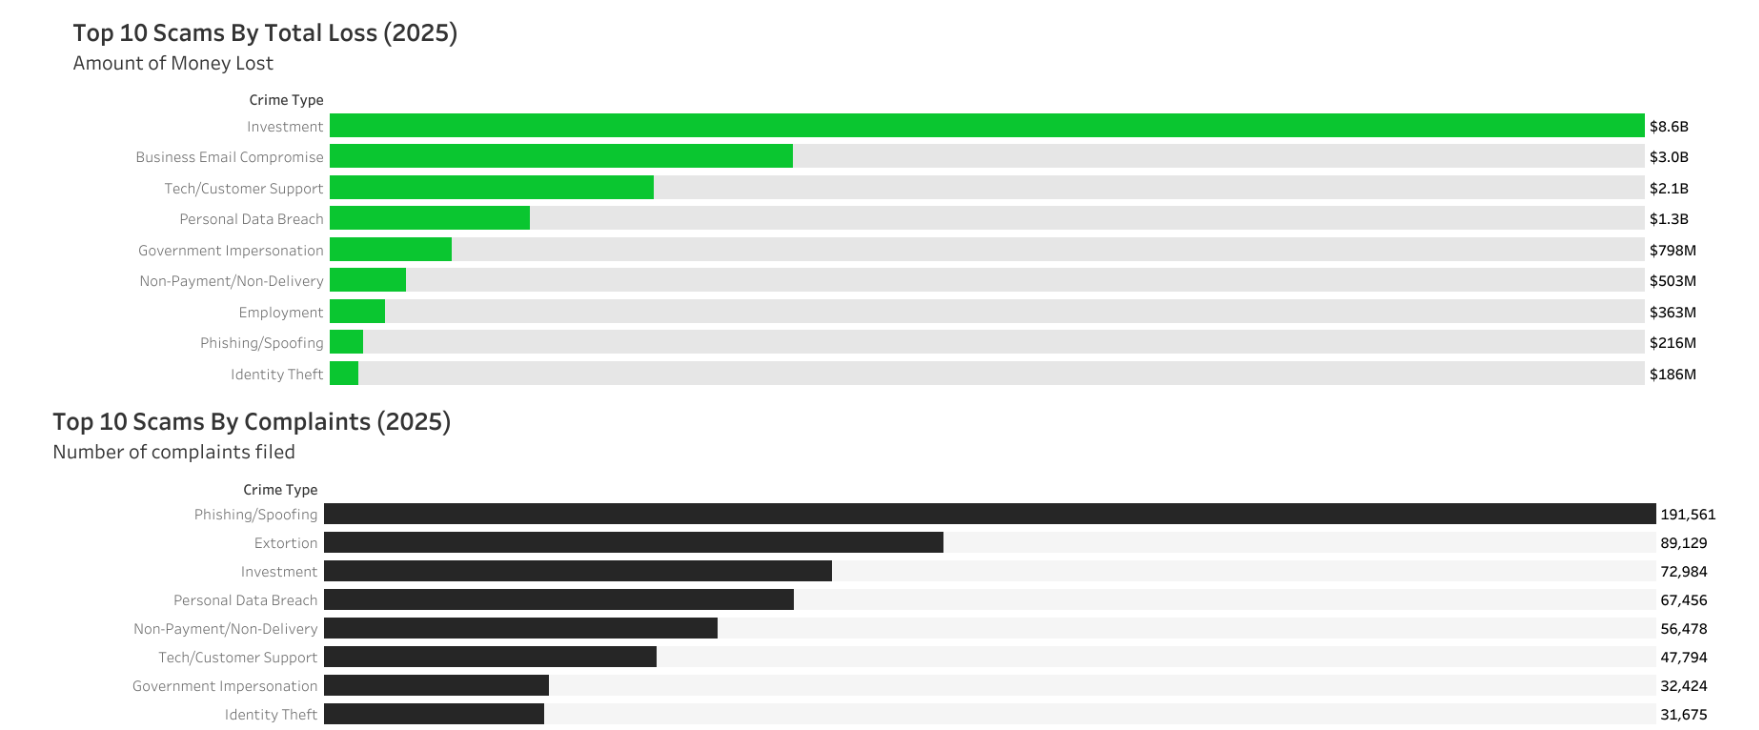 Top 10 Scams By Total Loss (2025)
Amount of Money Lost
Crime Type
Investment $8.6B
Business Email Compromise $3.0B
Tech/Customer Support $2.1B
Personal Data Breach $1.3B
Government Impersonation $798M
Non-Payment/Non-Delivery $503M
Employment $363M
Phishing/Spoofing $216M
Identity Theft $186M
Top 10 Scams By Complaints (2025)
Number of complaints filed
Crime Type
Phishing/Spoofing 191,561
Extortion 89,129
Investment 72,984
Personal Data Breach 67,456
Non-Payment/Non-Delivery 56,478
Tech/Customer Support 47,794
Government Impersonation 32,424
Identity Theft 31,675